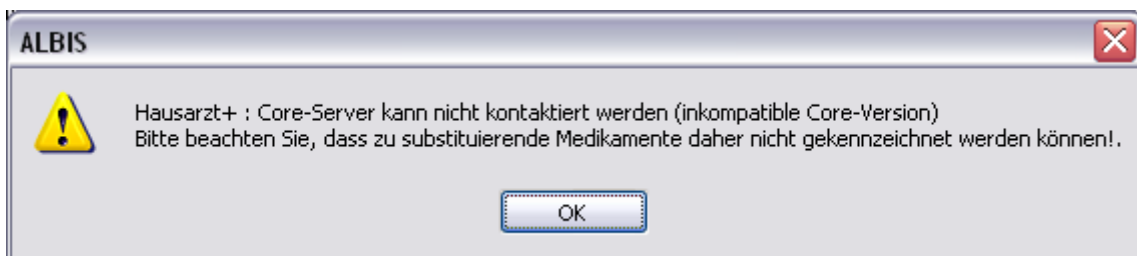 ALBIS
Hausarzt+ : Core-Server kann nicht kontaktiert werden (inkompatible Core-Version)
Bitte beachten Sie, dass zu substituierende Medikamente daher nicht gekennzeichnet werden können!.
OK